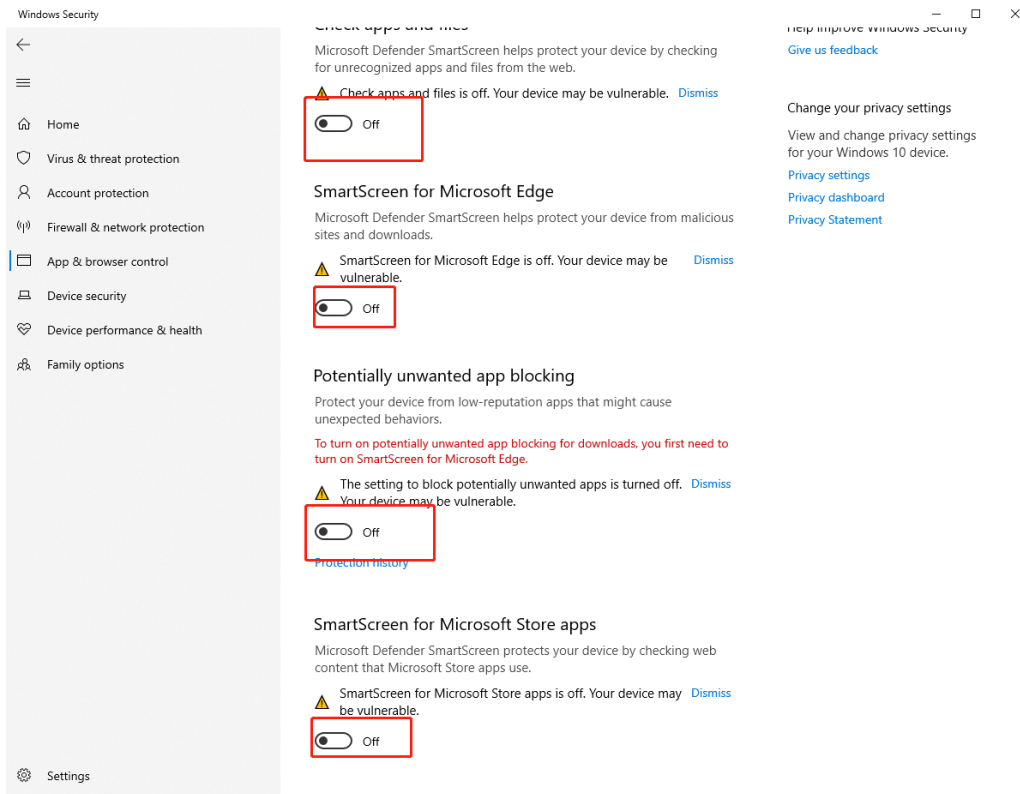 Windows Security
Home
Virus & threat protection
Account protection
Firewall & network protection
App & browser control
Device security
Device performance & health
Family options
Settings
Check apps and files
Microsoft Defender SmartScreen helps protect your device by checking
for unrecognized apps and files from the web.
Check apps and files is off. Your device may be vulnerable. Dismiss
Off
SmartScreen for Microsoft Edge
Microsoft Defender SmartScreen helps protect your device from malicious
sites and downloads.
SmartScreen for Microsoft Edge is off. Your device may be Dismiss
vulnerable.
Off
Potentially unwanted app blocking
Protect your device from low-reputation apps that might cause
unexpected behaviors.
To turn on potentially unwanted app blocking for downloads, you first need to
turn on SmartScreen for Microsoft Edge.
The setting to block potentially unwanted apps is turned off. Dismiss
Your device may be vulnerable.
Off
Protection history
SmartScreen for Microsoft Store apps
Microsoft Defender SmartScreen protects your device by checking web
content that Microsoft Store apps use.
SmartScreen for Microsoft Store apps is off. Your device may Dismiss
be vulnerable.
Off
Help improve Windows Security
Give us feedback
Change your privacy settings
View and change privacy settings
for your Windows 10 device.
Privacy settings
Privacy dashboard
Privacy Statement